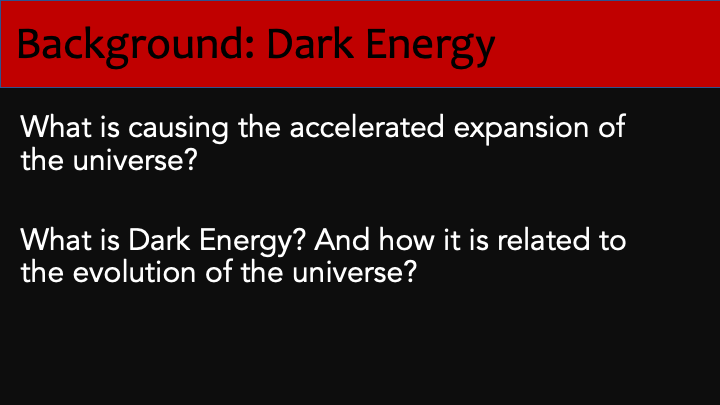 Background: Dark Energy
What is causing the accelerated expansion of
the universe?
What is Dark Energy? And how it is related to
the evolution of the universe?